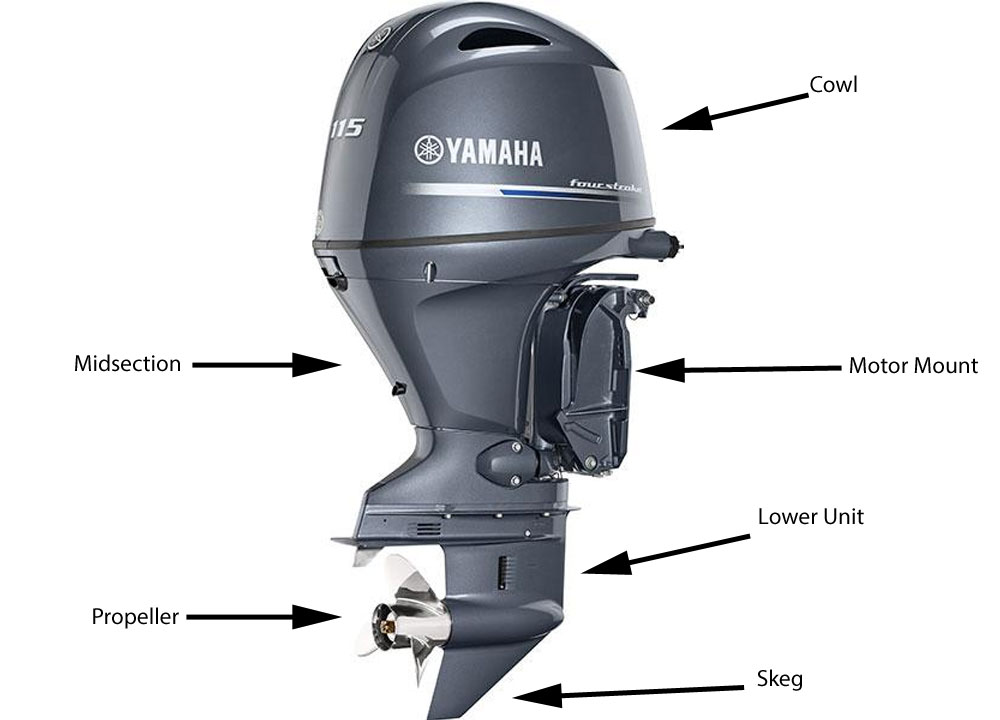 Cowl
115
YAMAHA
fourstroke
Midsection
Motor Mount
Lower Unit
Propeller
Skeg